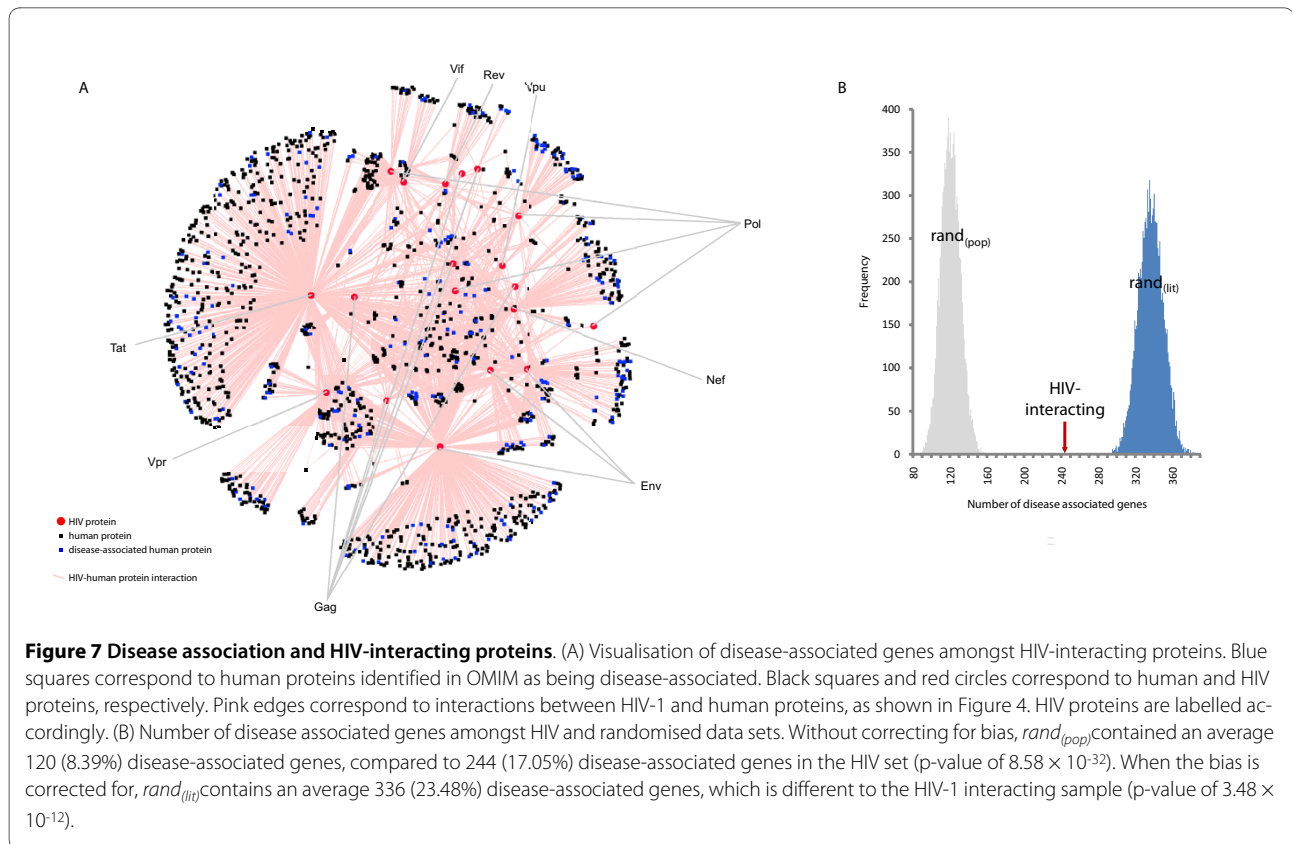 A
Vif
Rev
Vpu
Pol
Tat
Nef
Vpr
Env
Gag
HIV protein
human protein
disease-associated human protein
HIV-human protein interaction
B
400
350
300
250
200
150
100
50
0
Frequency
rand(pop)
rand(lit)
HIV-
interacting
80
120
160
200
240
290
320
360
Number of disease associated genes
Figure 7 Disease association and HIV-interacting proteins. (A) Visualisation of disease-associated genes amongst HIV-interacting proteins. Blue
squares correspond to human proteins identified in OMIM as being disease-associated. Black squares and red circles correspond to human and HIV
proteins, respectively. Pink edges correspond to interactions between HIV-1 and human proteins, as shown in Figure 4. HIV proteins are labelled ac-
cordingly. (B) Number of disease associated genes amongst HIV and randomised data sets. Without correcting for bias, rand(pop)contained an average
120 (8.39%) disease-associated genes, compared to 244 (17.05%) disease-associated genes in the HIV set (p-value of 8.58 × 10-32). When the bias is
corrected for, rand(lit)contains an average 336 (23.48%) disease-associated genes, which is different to the HIV-1 interacting sample (p-value of 3.48 ×
10-12).